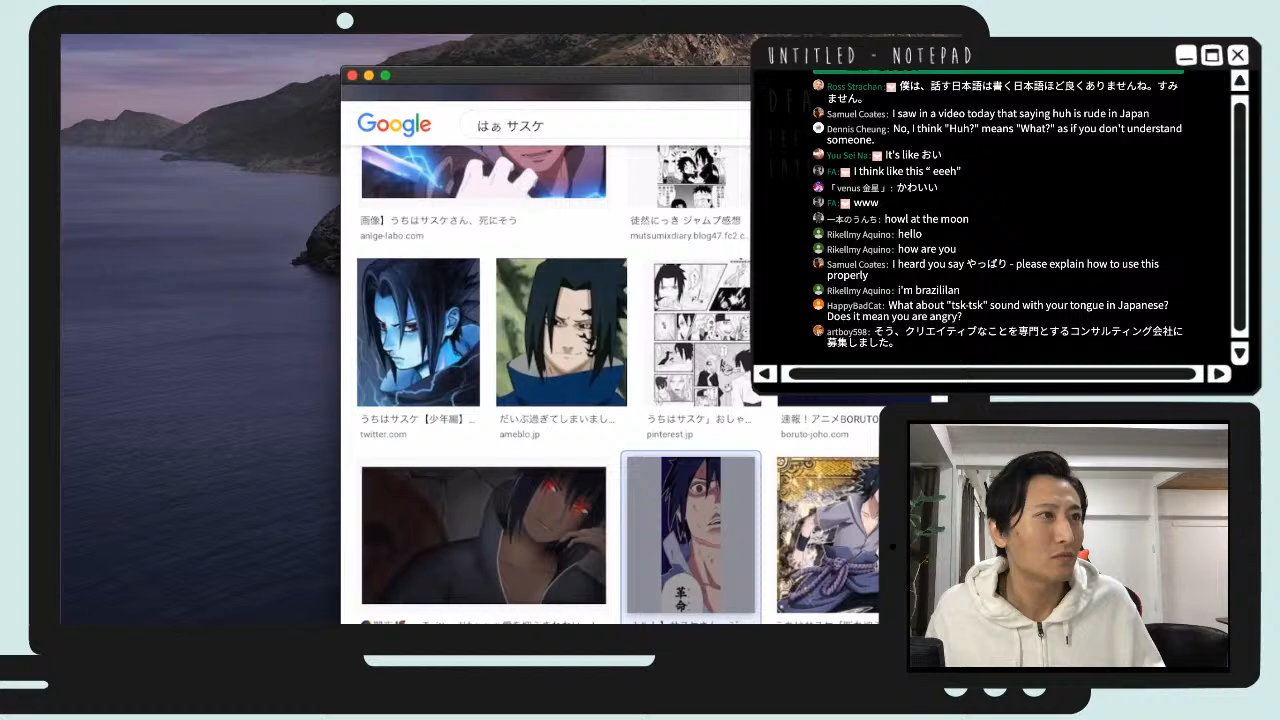 UNTITLED - NOTEPAD
Ross Strachan: 僕は、話す日本語は書く日本語ほど良くありませんね。すみ
ません。
Samuel Coates: I saw in a video today that saying huh is rude in Japan
Dennis Cheung: No, I think "Huh?" means "What?" as if you don't understand
someone.
Yuu Sei Na: It's like おい
FA: I think like this “ eeeh”
「 venus 金星 」: かわいい
FA: www
一本のうんち: howl at the moon
Rikellmy Aquino: hello
Rikellmy Aquino: how are you
Samuel Coates: I heard you say やっぱり - please explain how to use this
properly
Rikellmy Aquino: i'm brazililan
HappyBadCat: What about "tsk-tsk" sound with your tongue in Japanese?
Does it mean you are angry?
artboy598: そう、クリエイティブなことを専門とするコンサルティング会社に
募集しました。
Google
はぁ サスケ
画像】うちはサスケさん、死にそう
anige-labo.com
徒然にっき ジャンプ感想
mutsumixdiary.blog47.fc2.c...
うちはサスケ【少年編】...
twitter.com
だいぶ過ぎてしまいまし...
ameblo.jp
うちはサスケ」おしゃ...
pinterest.jp
速報！アニメBORUTO
boruto-joho.com
革命